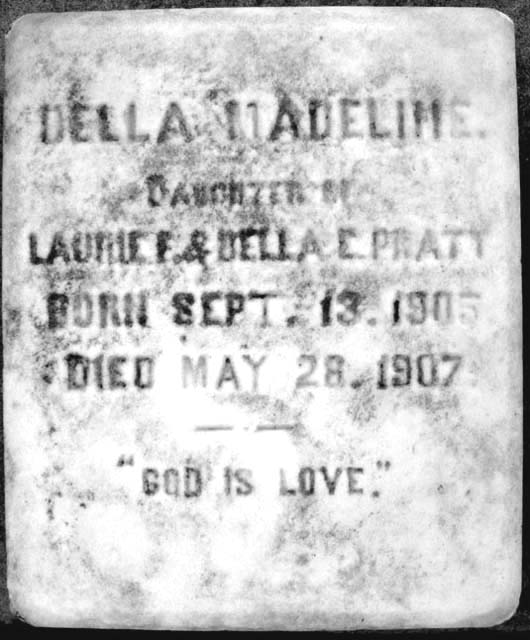 DELLA MADELINE.
DAUGHTER OF
LAURIE F. & DELLA E. PRATT
BORN SEPT. 13. 1905
DIED MAY 28. 1907.
"GOD IS LOVE."